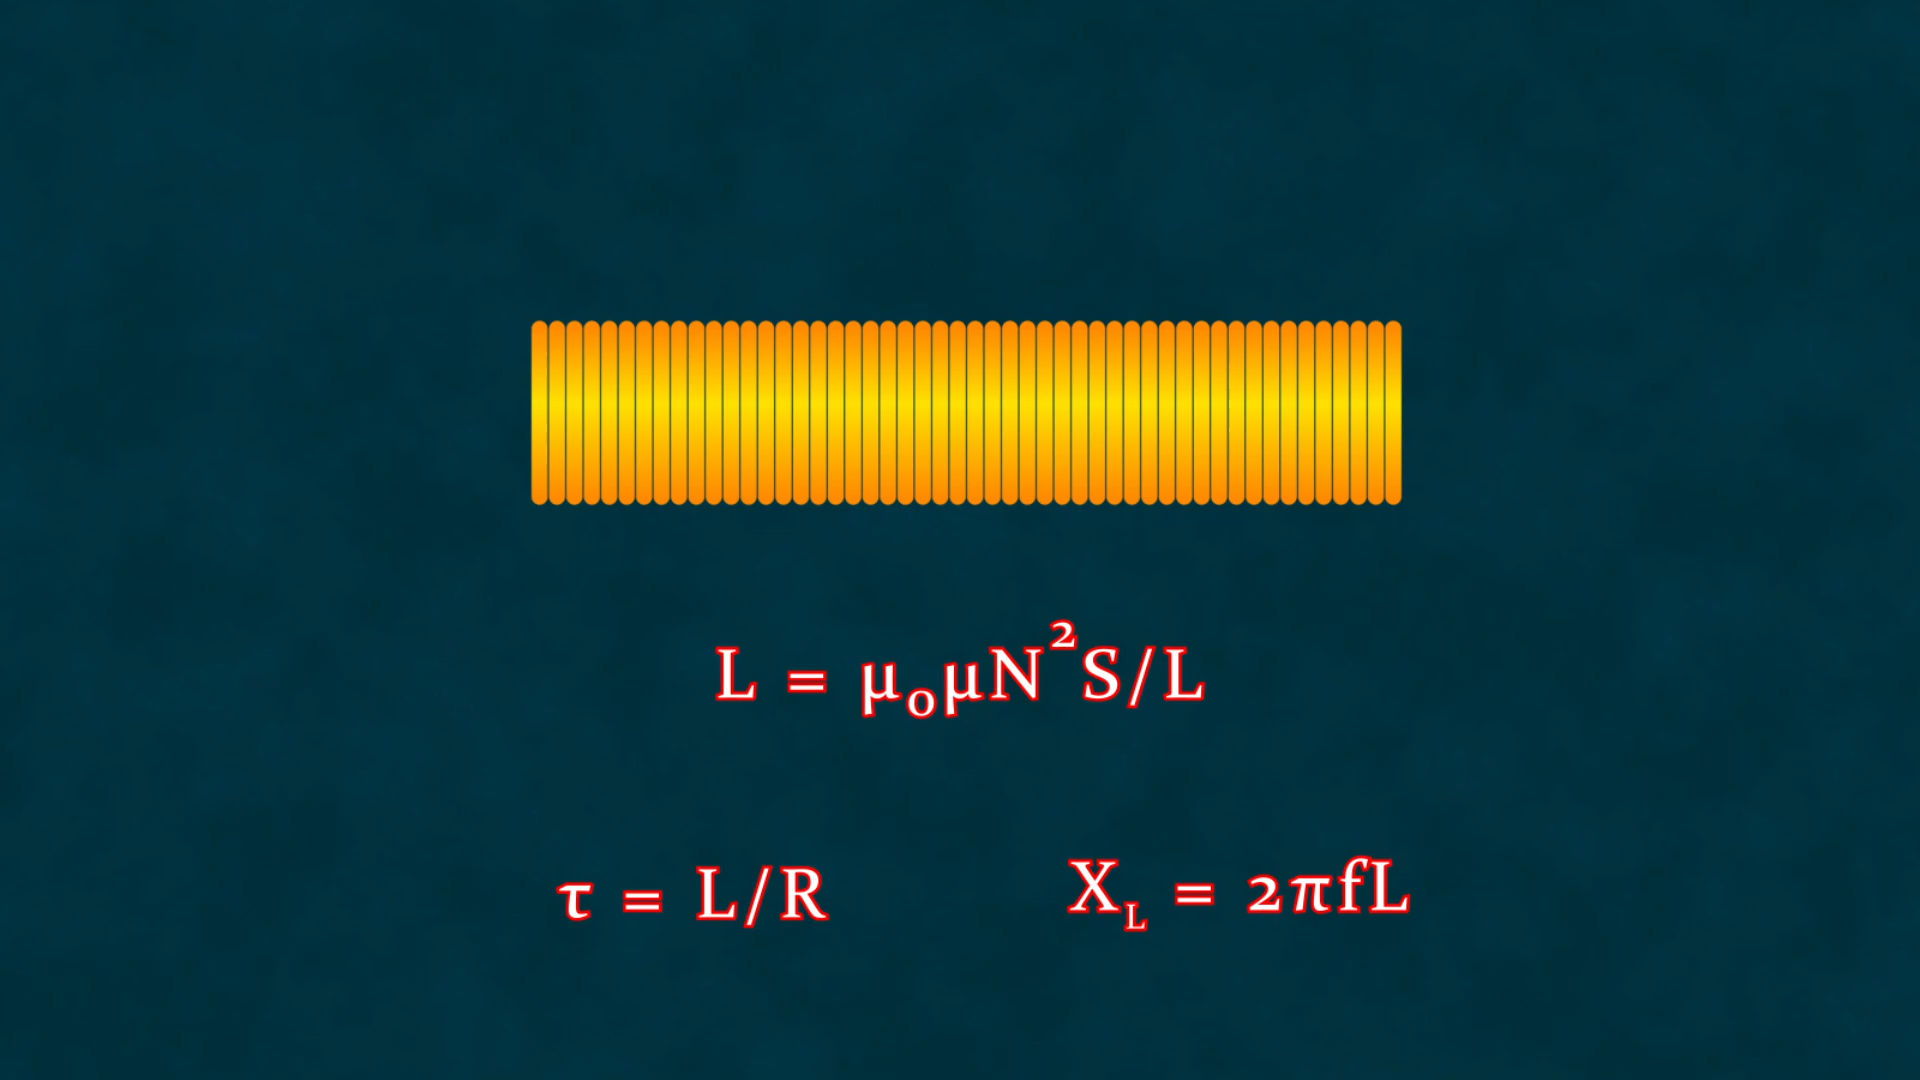 L = μ₀μN²S/L
τ = L/R
X_L = 2πfL